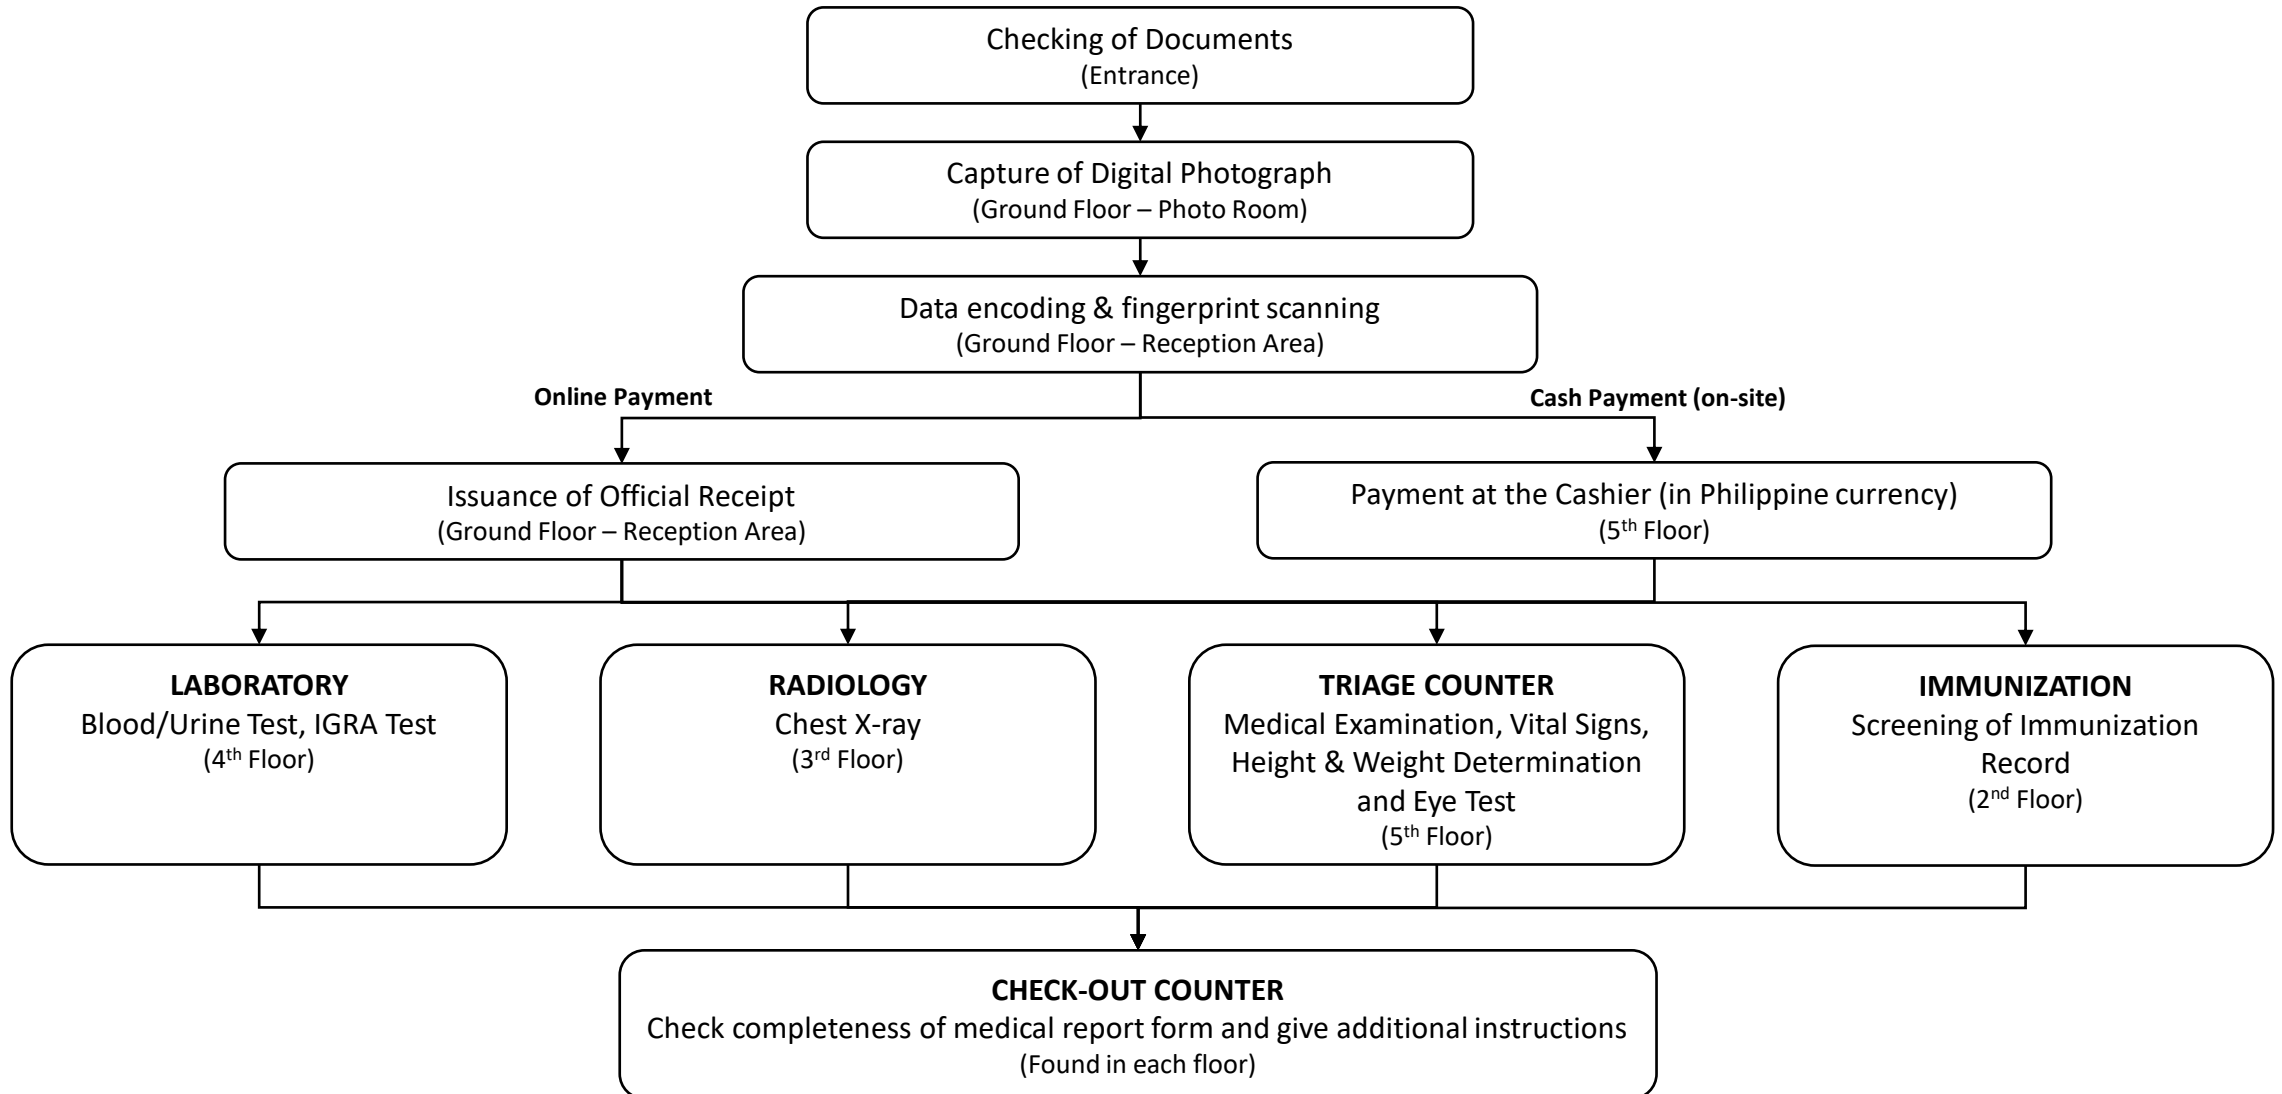 Checking of Documents
(Entrance)
Capture of Digital Photograph
(Ground Floor – Photo Room)
Data encoding & fingerprint scanning
(Ground Floor – Reception Area)
Online Payment
Cash Payment (on-site)
Issuance of Official Receipt
(Ground Floor – Reception Area)
Payment at the Cashier (in Philippine currency)
(5th Floor)
LABORATORY
Blood/Urine Test, IGRA Test
(4th Floor)
RADIOLOGY
Chest X-ray
(3rd Floor)
TRIAGE COUNTER
Medical Examination, Vital Signs,
Height & Weight Determination
and Eye Test
(5th Floor)
IMMUNIZATION
Screening of Immunization
Record
(2nd Floor)
CHECK-OUT COUNTER
Check completeness of medical report form and give additional instructions
(Found in each floor)